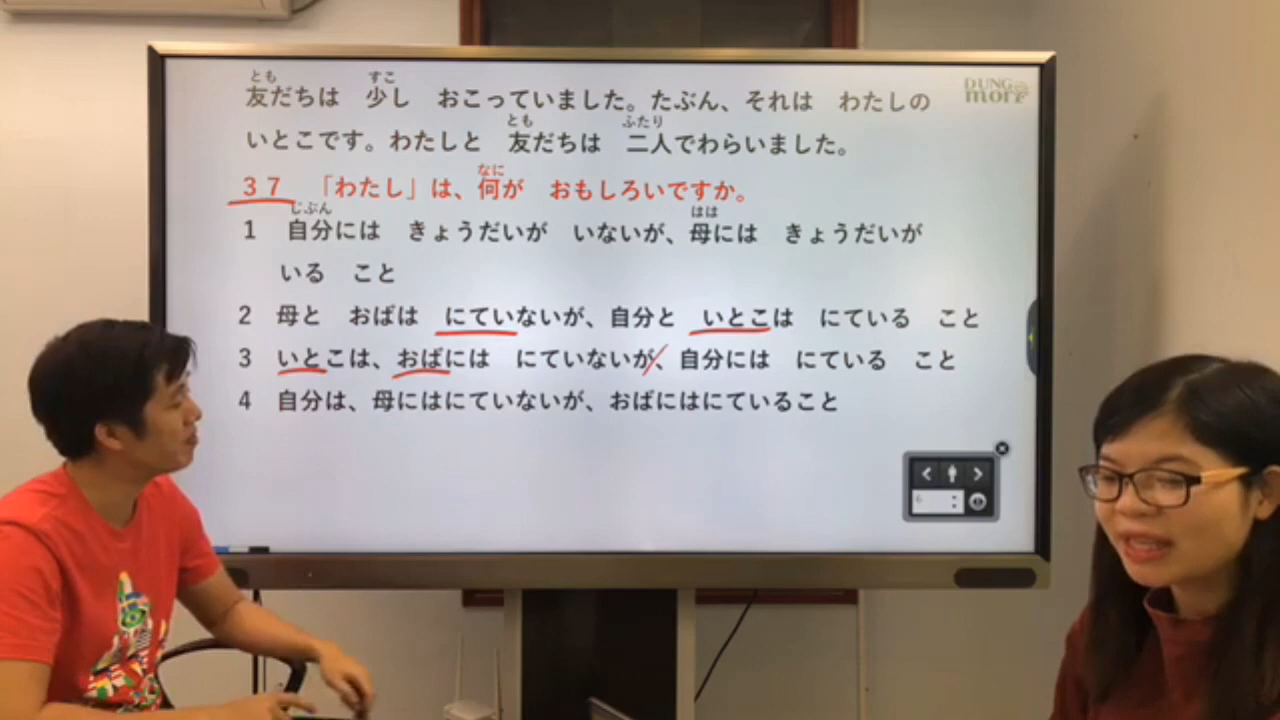 友だちは 少し おこっていました。たぶん、それは わたしの
とも すこ
いとこです。わたしと 友だちは 二人でわらいました。
とも ふたり
37 「わたし」は、何が おもしろいですか。
なに
1 自分には きょうだいが いないが、母には きょうだいが
じぶん はは
いる こと
2 母と おばは にていないが、自分と いとこは にている こと
3 いとこは、おばには にていないが、自分には にている こと
4 自分は、母にはにていないが、おばにはにていること
DUNG
mori
6